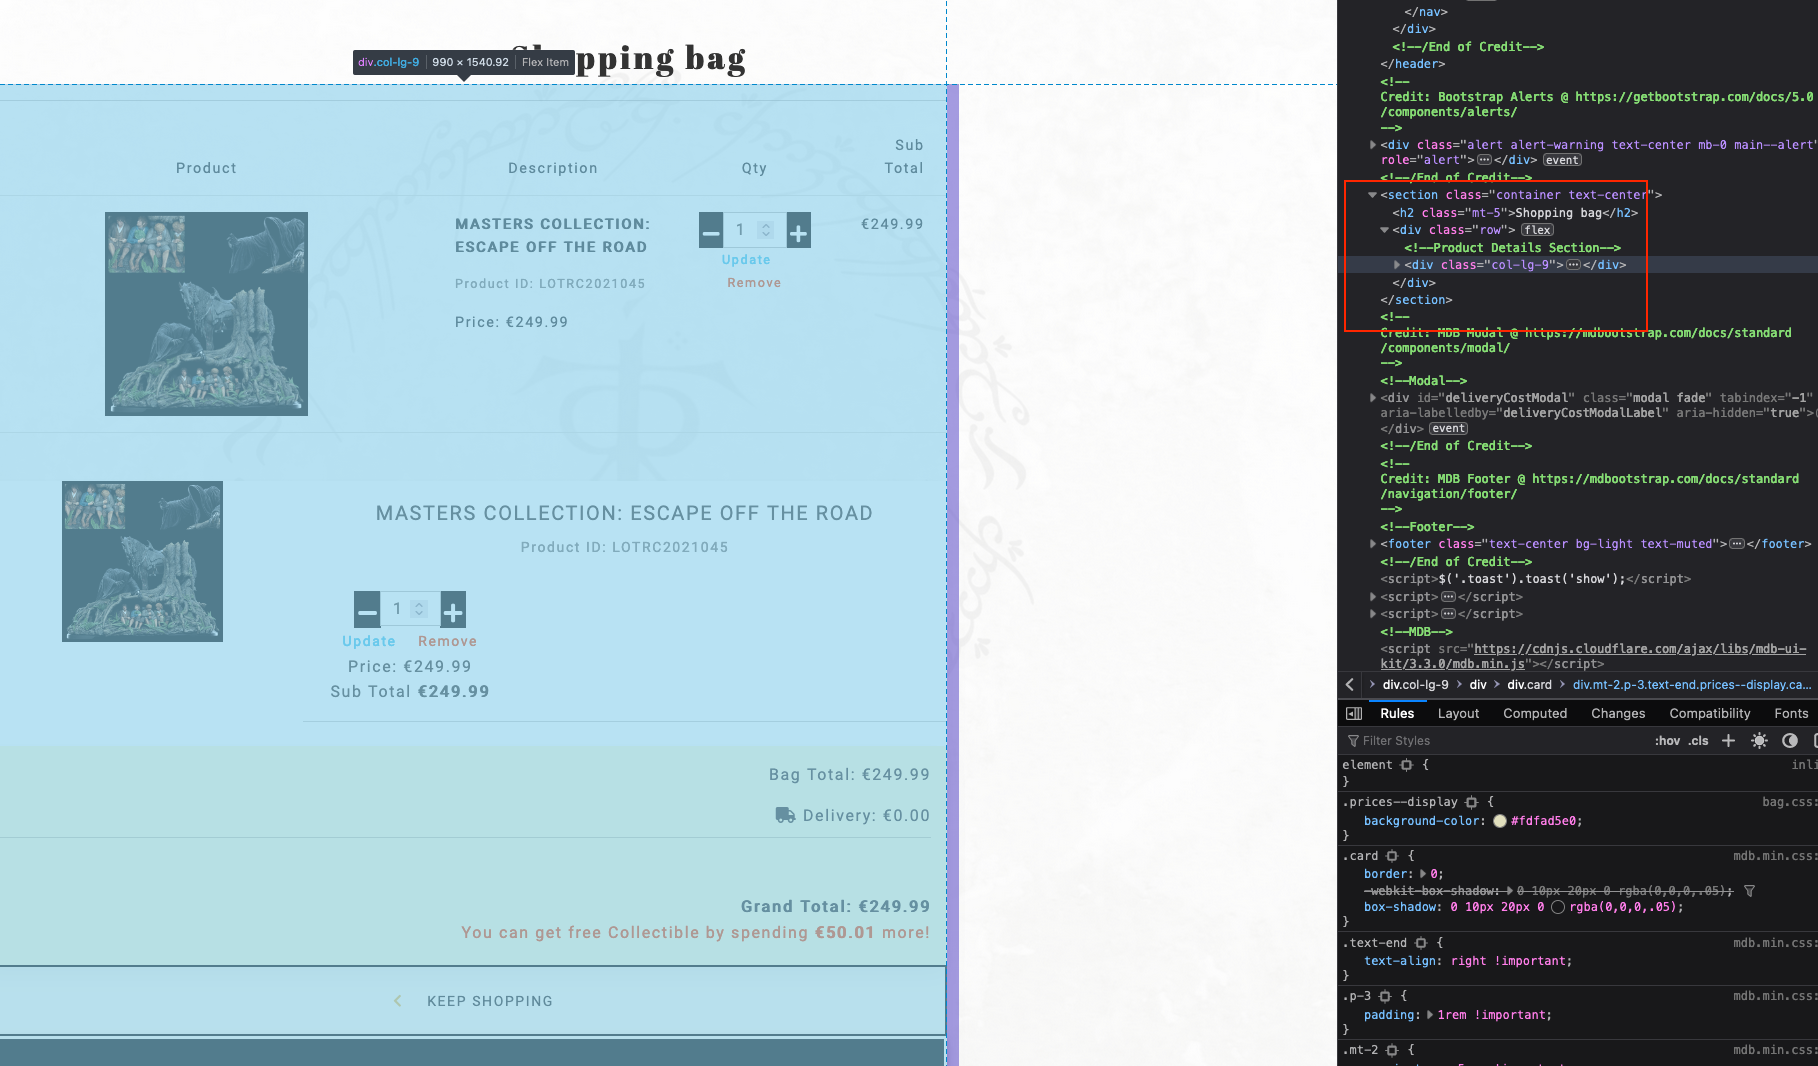 Shopping bag
div.col-lg-9 | 990 × 1540.92 | Flex Item
Product
Description
Qty
Sub
Total
MASTERS COLLECTION:
ESCAPE OFF THE ROAD
Product ID: LOTRC2021045
Price: €249.99
1
Update
Remove
€249.99
MASTERS COLLECTION: ESCAPE OFF THE ROAD
Product ID: LOTRC2021045
1
Update Remove
Price: €249.99
Sub Total €249.99
Bag Total: €249.99
Delivery: €0.00
Grand Total: €249.99
You can get free Collectible by spending €50.01 more!
KEEP SHOPPING
</nav>
</div>
<!--/End of Credit-->
</header>
<!--
Credit: Bootstrap Alerts @ https://getbootstrap.com/docs/5.0
/components/alerts/
-->
<div class="alert alert-warning text-center mb-0 main--alert"
role="alert"> </div> event
<!--/End of Credit-->
<section class="container text-center">
<h2 class="mt-5">Shopping bag</h2>
<div class="row"> flex
<!--Product Details Section-->
<div class="col-lg-9"> </div>
</div>
</section>
<!--
Credit: MDB Modal @ https://mdbootstrap.com/docs/standard
/components/modal/
-->
<!--Modal-->
<div id="deliveryCostModal" class="modal fade" tabindex="-1"
aria-labelledby="deliveryCostModalLabel" aria-hidden="true">
</div> event
<!--/End of Credit-->
<!--
Credit: MDB Footer @ https://mdbootstrap.com/docs/standard
/navigation/footer/
-->
<!--Footer-->
<footer class="text-center bg-light text-muted"> </footer>
<!--/End of Credit-->
<script>$('.toast').toast('show');</script>
<script> </script>
<script> </script>
<!--MDB-->
<script src="https://cdnjs.cloudflare.com/ajax/libs/mdb-ui-
kit/3.3.0/mdb.min.js"></script>
div.col-lg-9 > div > div.card > div.mt-2.p-3.text-end.prices--display.ca...
Rules Layout Computed Changes Compatibility Fonts
Filter Styles :hov .cls +
element { inli
}
.prices--display { bag.css:
background-color: #fdfad5e0;
}
.card { mdb.min.css:
border: 0;
-webkit-box-shadow: 0 10px 20px 0 rgba(0,0,0,.05);
box-shadow: 0 10px 20px 0 rgba(0,0,0,.05);
}
.text-end { mdb.min.css:
text-align: right !important;
}
.p-3 { mdb.min.css:
padding: 1rem !important;
}
.mt-2 { mdb.min.css: